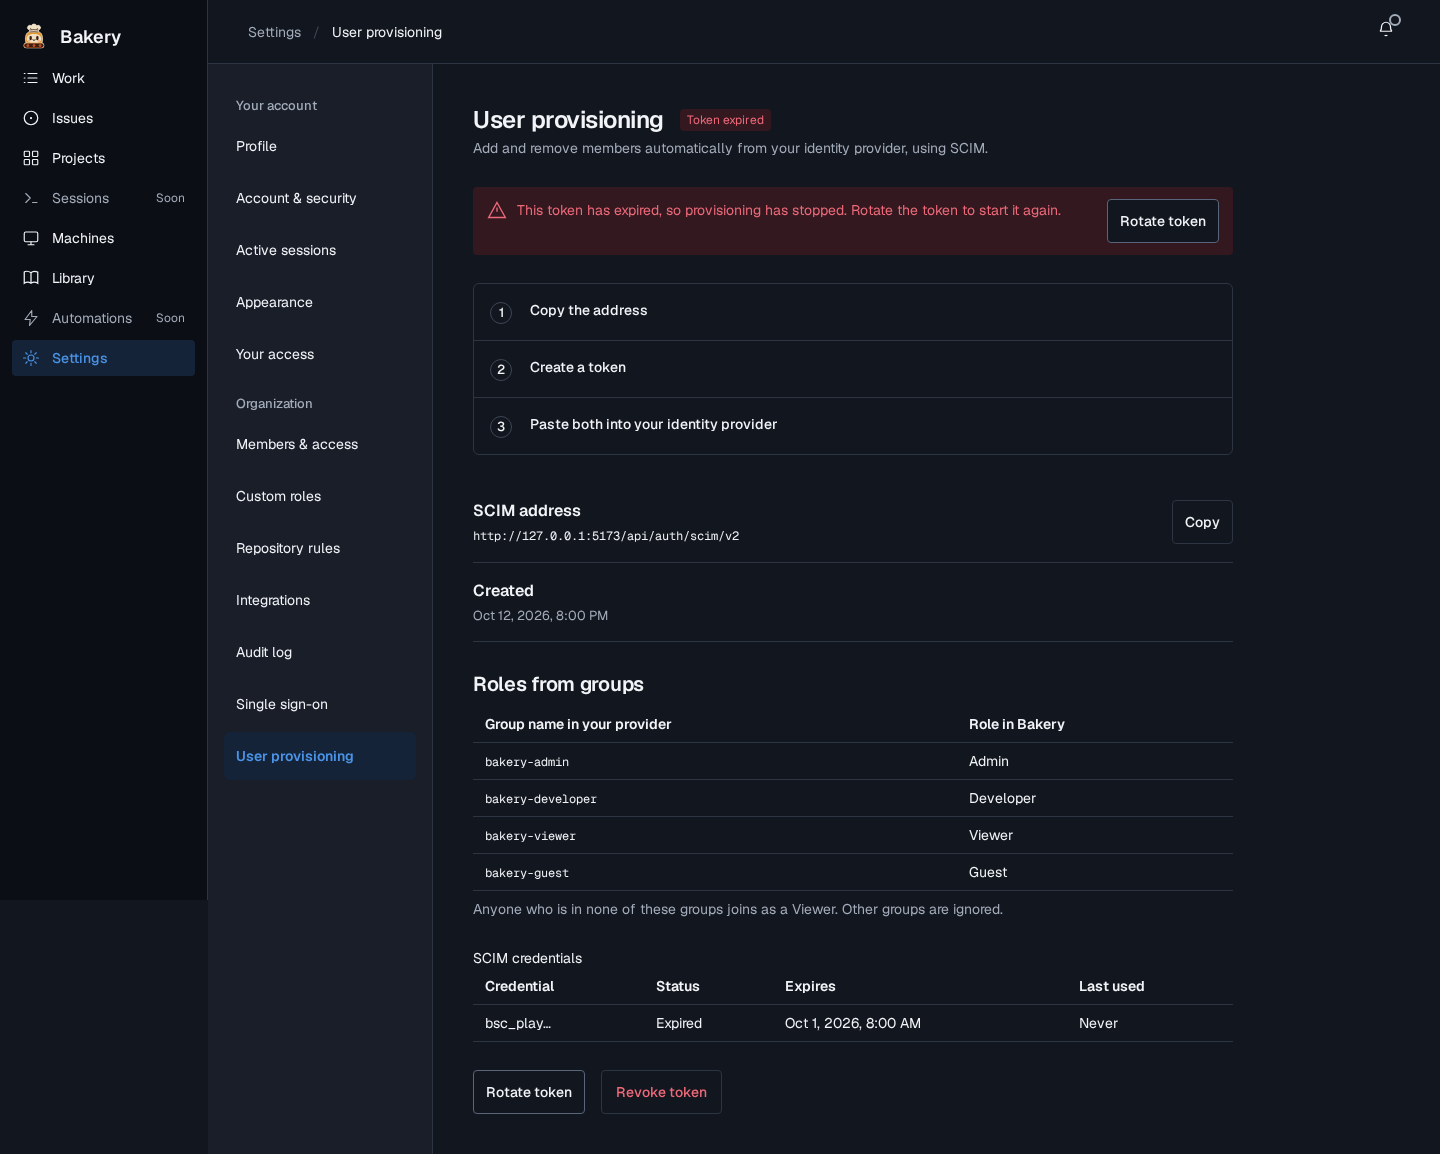 Bakery
Work
Issues
Projects
Sessions Soon
Machines
Library
Automations Soon
Settings
Settings / User provisioning
Your account
Profile
Account & security
Active sessions
Appearance
Your access
Organization
Members & access
Custom roles
Repository rules
Integrations
Audit log
Single sign-on
User provisioning
User provisioning Token expired
Add and remove members automatically from your identity provider, using SCIM.
This token has expired, so provisioning has stopped. Rotate the token to start it again. Rotate token
1 Copy the address
2 Create a token
3 Paste both into your identity provider
SCIM address
http://127.0.0.1:5173/api/auth/scim/v2
Copy
Created
Oct 12, 2026, 8:00 PM
Roles from groups
Group name in your provider Role in Bakery
bakery-admin Admin
bakery-developer Developer
bakery-viewer Viewer
bakery-guest Guest
Anyone who is in none of these groups joins as a Viewer. Other groups are ignored.
SCIM credentials
Credential Status Expires Last used
bsc_play… Expired Oct 1, 2026, 8:00 AM Never
Rotate token Revoke token